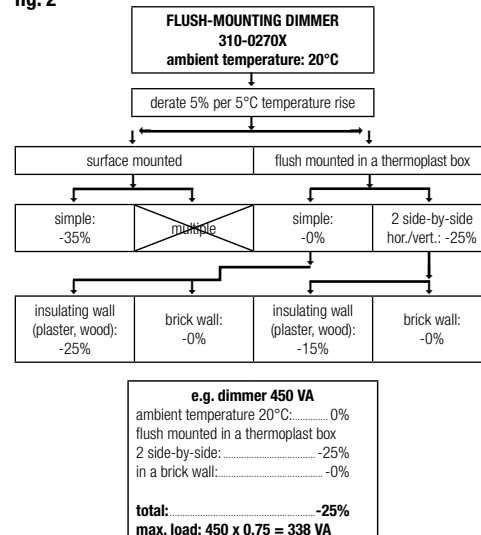 fig. 2
FLUSH-MOUNTING DIMMER
310-0270X
ambient temperature: 20°C
derate 5% per 5°C temperature rise
surface mounted
flush mounted in a thermoplast box
simple:
-35%
multiple
simple:
-0%
2 side-by-side
hor./vert.: -25%
insulating wall
(plaster, wood):
-25%
brick wall:
-0%
insulating wall
(plaster, wood):
-15%
brick wall:
-0%
e.g. dimmer 450 VA
ambient temperature 20°C:.............. 0%
flush mounted in a thermoplast box
2 side-by-side: ................................... -25%
in a brick wall:....................................... -0%
total:.....................................................-25%
max. load: 450 x 0.75 = 338 VA